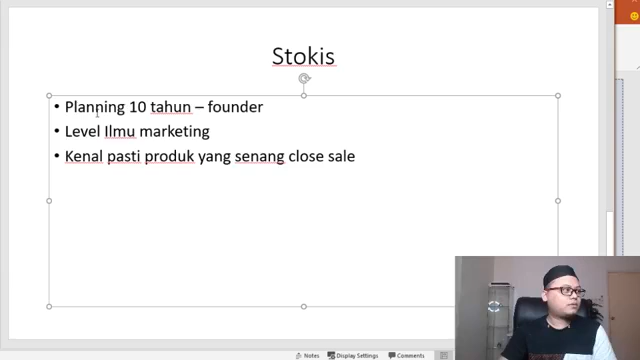 Stokis
• Planning 10 tahun – founder
• Level Ilmu marketing
• Kenal pasti produk yang senang close sale
Notes Display Settings Comments